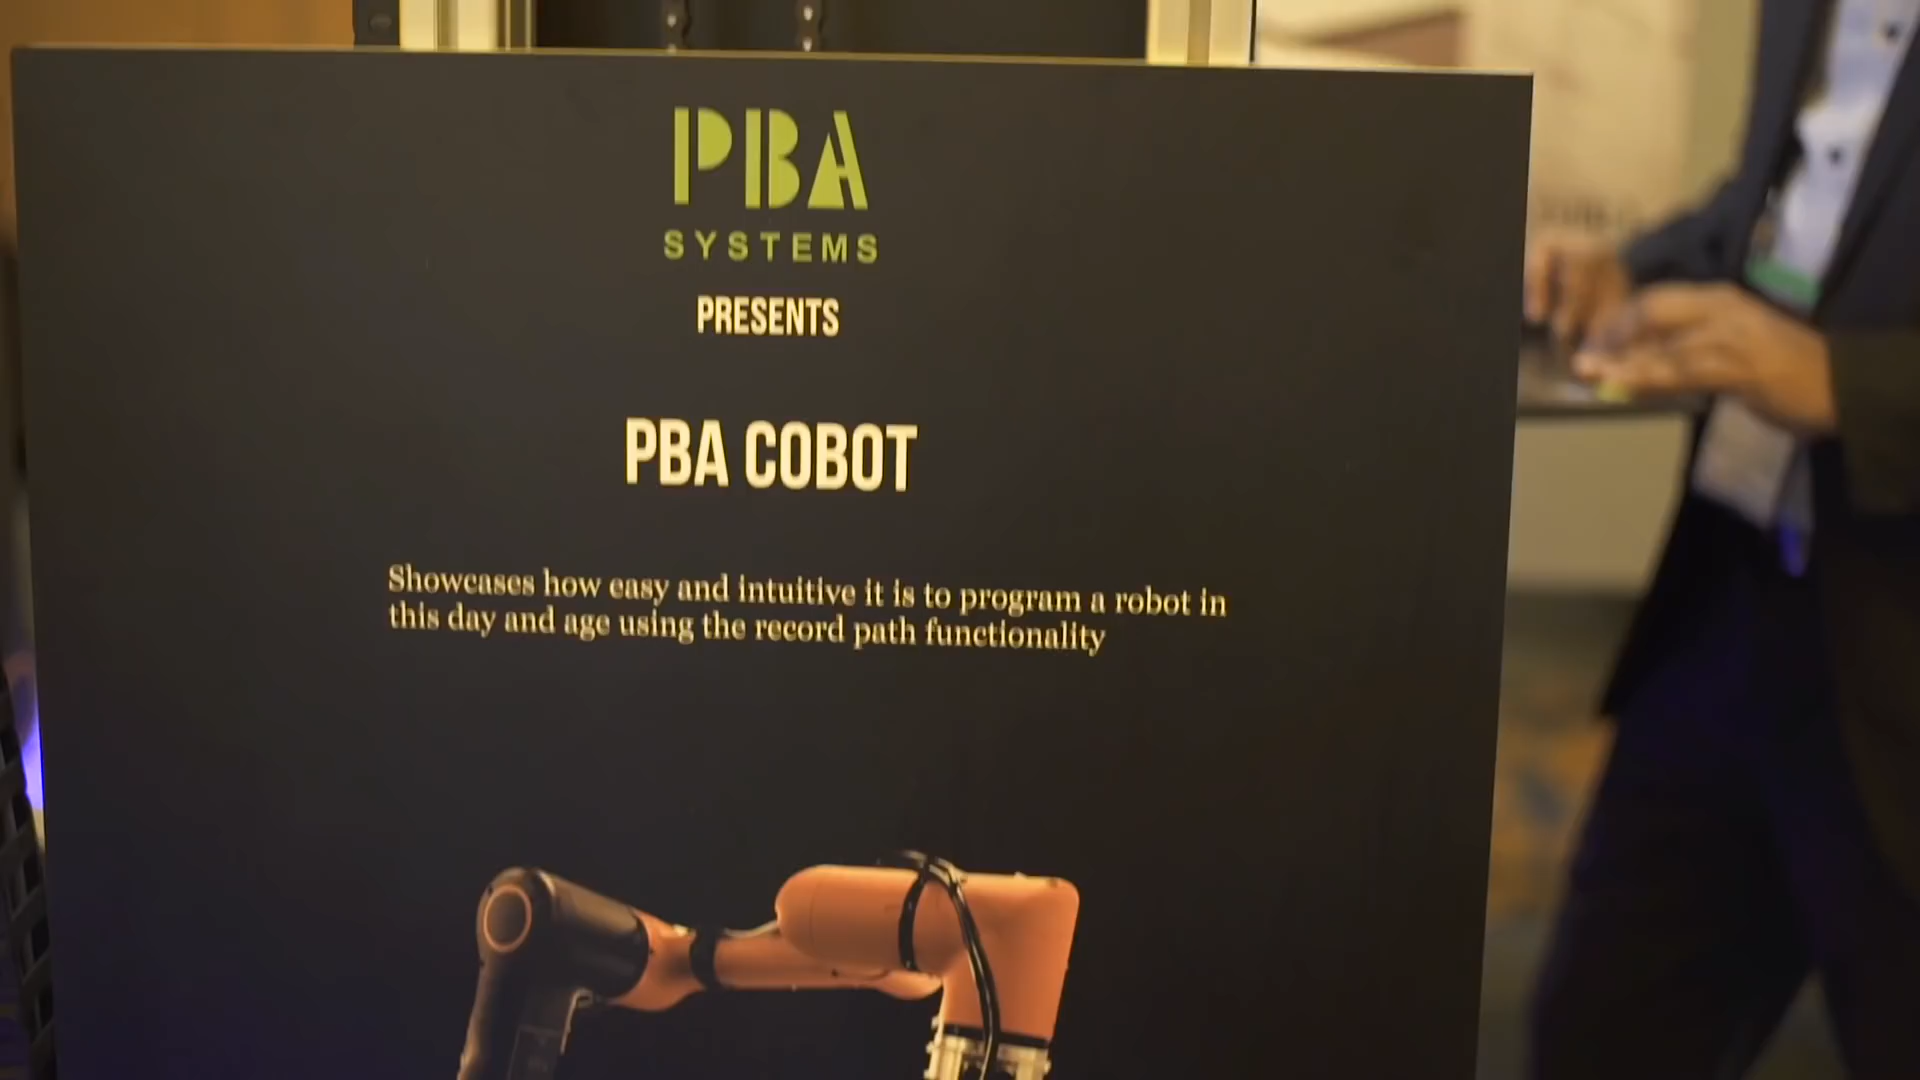 PBA
SYSTEMS
PRESENTS
PBA COBOT
Showcases how easy and intuitive it is to program a robot in
this day and age using the record path functionality